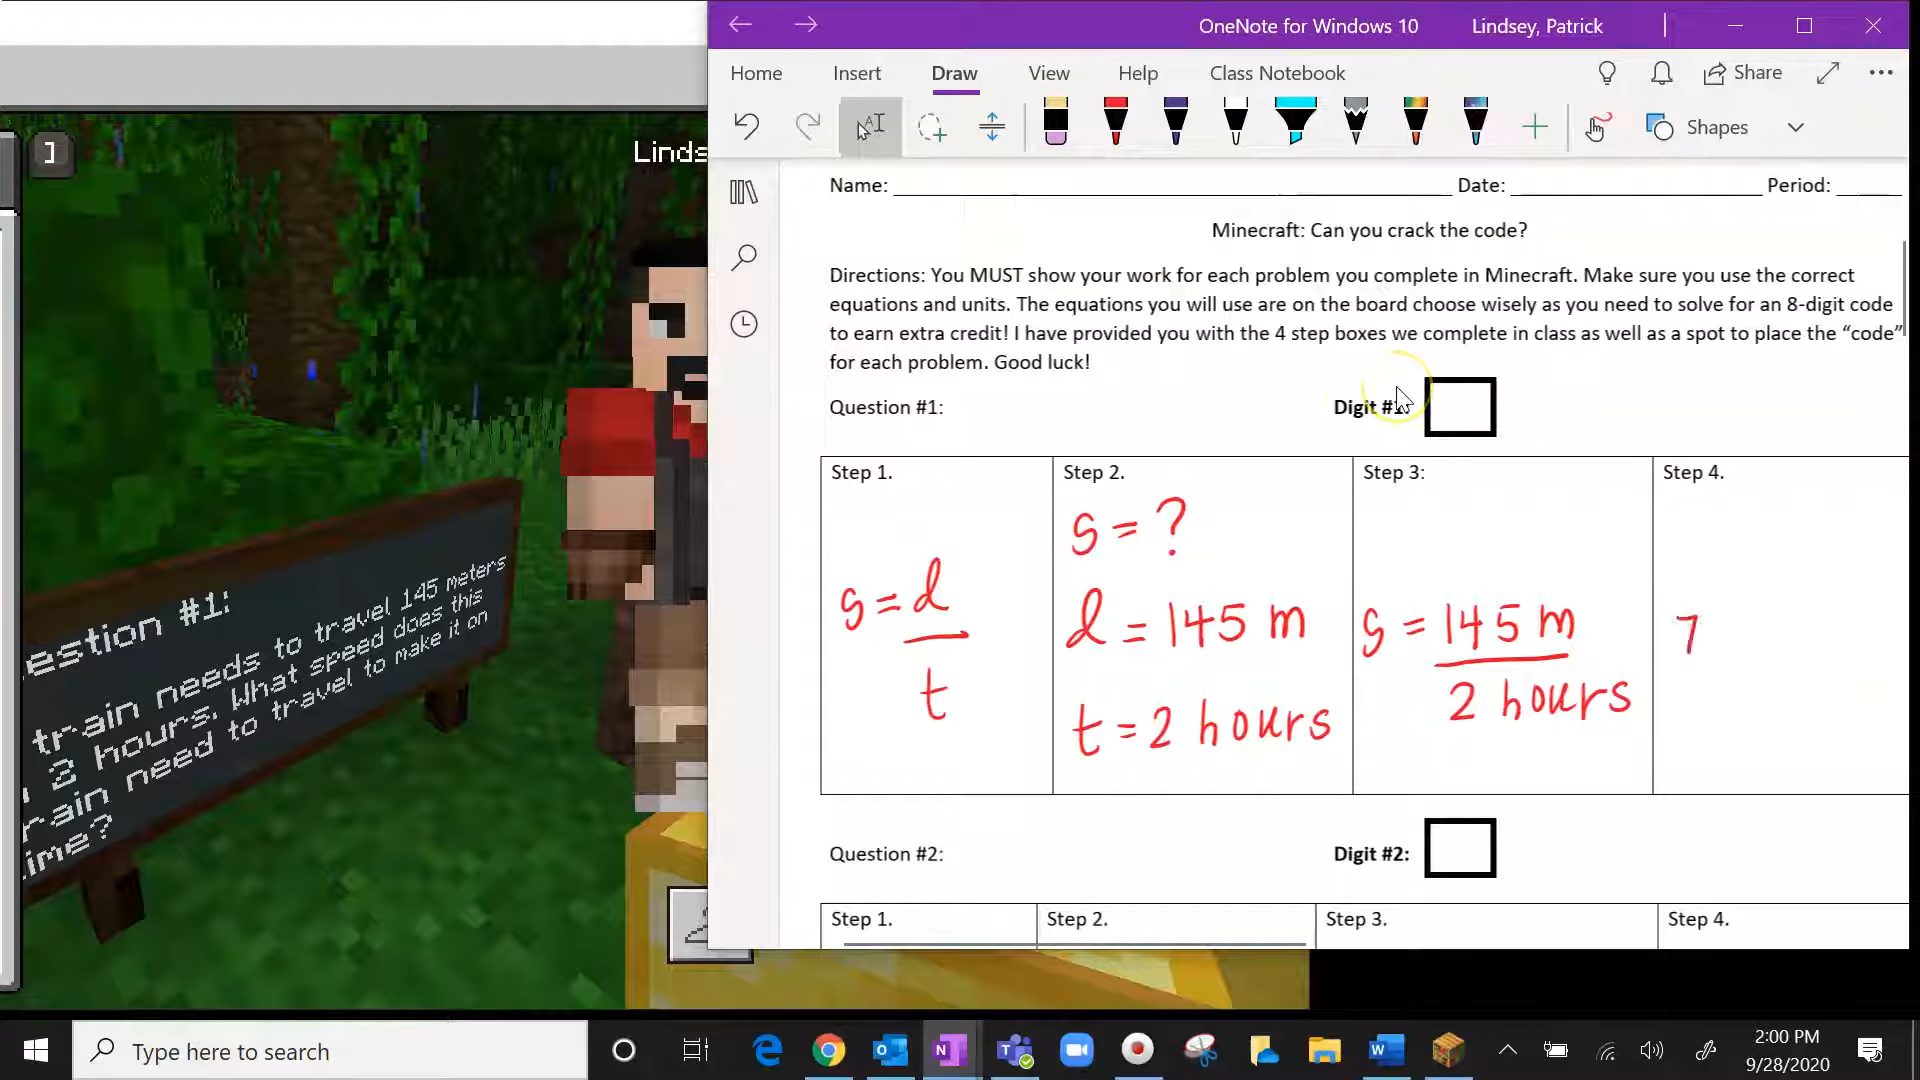 OneNote for Windows 10
Lindsey, Patrick
Home Insert Draw View Help Class Notebook
Share
Shapes
]
Linds
Name: Date: Period:
Minecraft: Can you crack the code?
Directions: You MUST show your work for each problem you complete in Minecraft. Make sure you use the correct
equations and units. The equations you will use are on the board choose wisely as you need to solve for an 8-digit code
to earn extra credit! I have provided you with the 4 step boxes we complete in class as well as a spot to place the “code”
for each problem. Good luck!
Question #1:
Digit #1:
Step 1.
s = d
t
Step 2.
s = ?
d = 145 m
t = 2 hours
Step 3:
s = 145 m
2 hours
Step 4.
7
Question #2:
Digit #2:
Step 1.
Step 2.
Step 3.
Step 4.
estion #1:
train needs to travel 145 meters
2 hours. What speed does this
rain need to travel to make it on
ime?
Type here to search
2:00 PM
9/28/2020